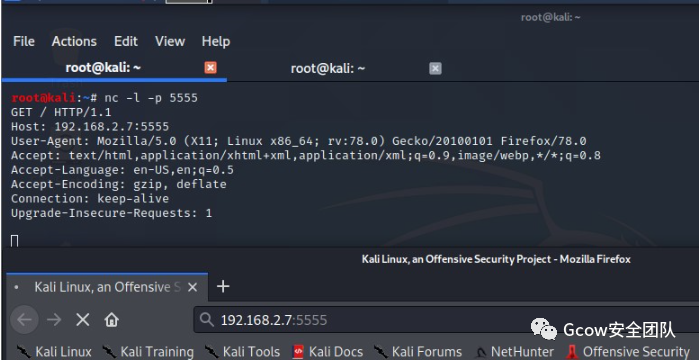 root@kali: ~
File Actions Edit View Help
root@kali: ~ root@kali: ~
root@kali:~# nc -l -p 5555
GET / HTTP/1.1
Host: 192.168.2.7:5555
User-Agent: Mozilla/5.0 (X11; Linux x86_64; rv:78.0) Gecko/20100101 Firefox/78.0
Accept: text/html,application/xhtml+xml,application/xml;q=0.9,image/webp,*/*;q=0.8
Accept-Language: en-US,en;q=0.5
Accept-Encoding: gzip, deflate
Connection: keep-alive
Upgrade-Insecure-Requests: 1
Kali Linux, an Offensive Security Project - Mozilla Firefox
Kali Linux, an Offensive S
192.168.2.7:5555
Gcow安全团队
Kali Linux Kali Training Kali Tools Kali Docs Kali Forums NetHunter Offensive Security